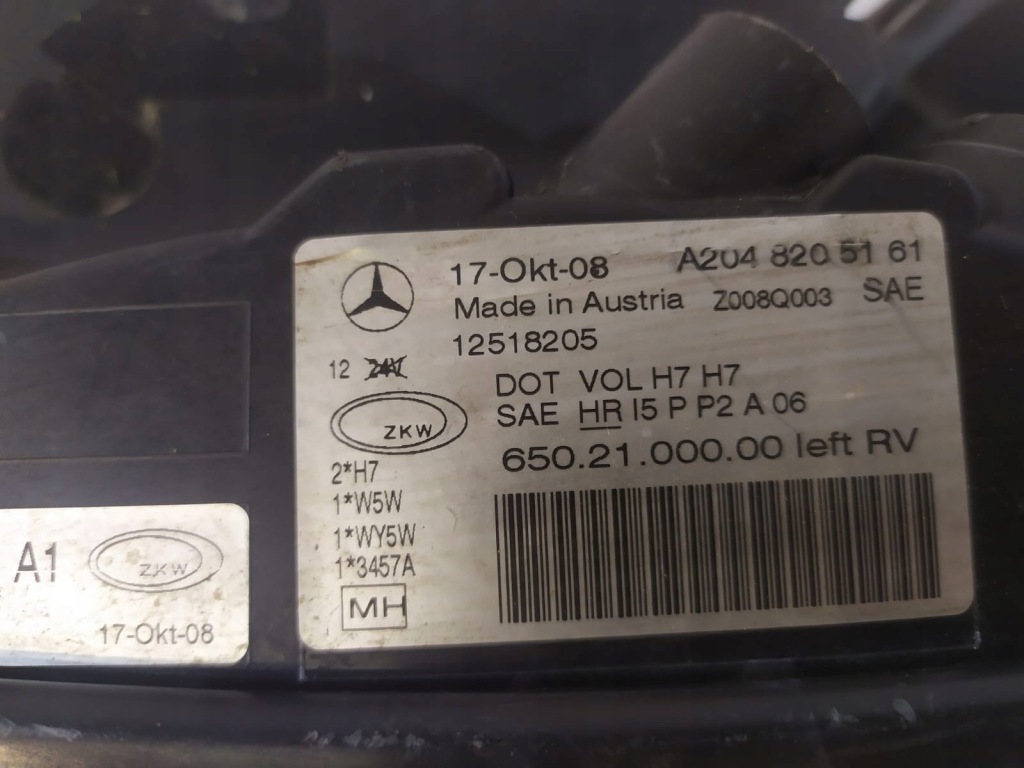 17-Okt-08 A204 820 51 61
Made in Austria Z008Q003 SAE
12518205
12 24V
DOT VOL H7 H7
SAE HR I5 P P2 A 06
ZKW
650.21.000.00 left RV
2*H7
1*W5W
1*WY5W
1*3457A
MH
A1 ZKW
17-Okt-08